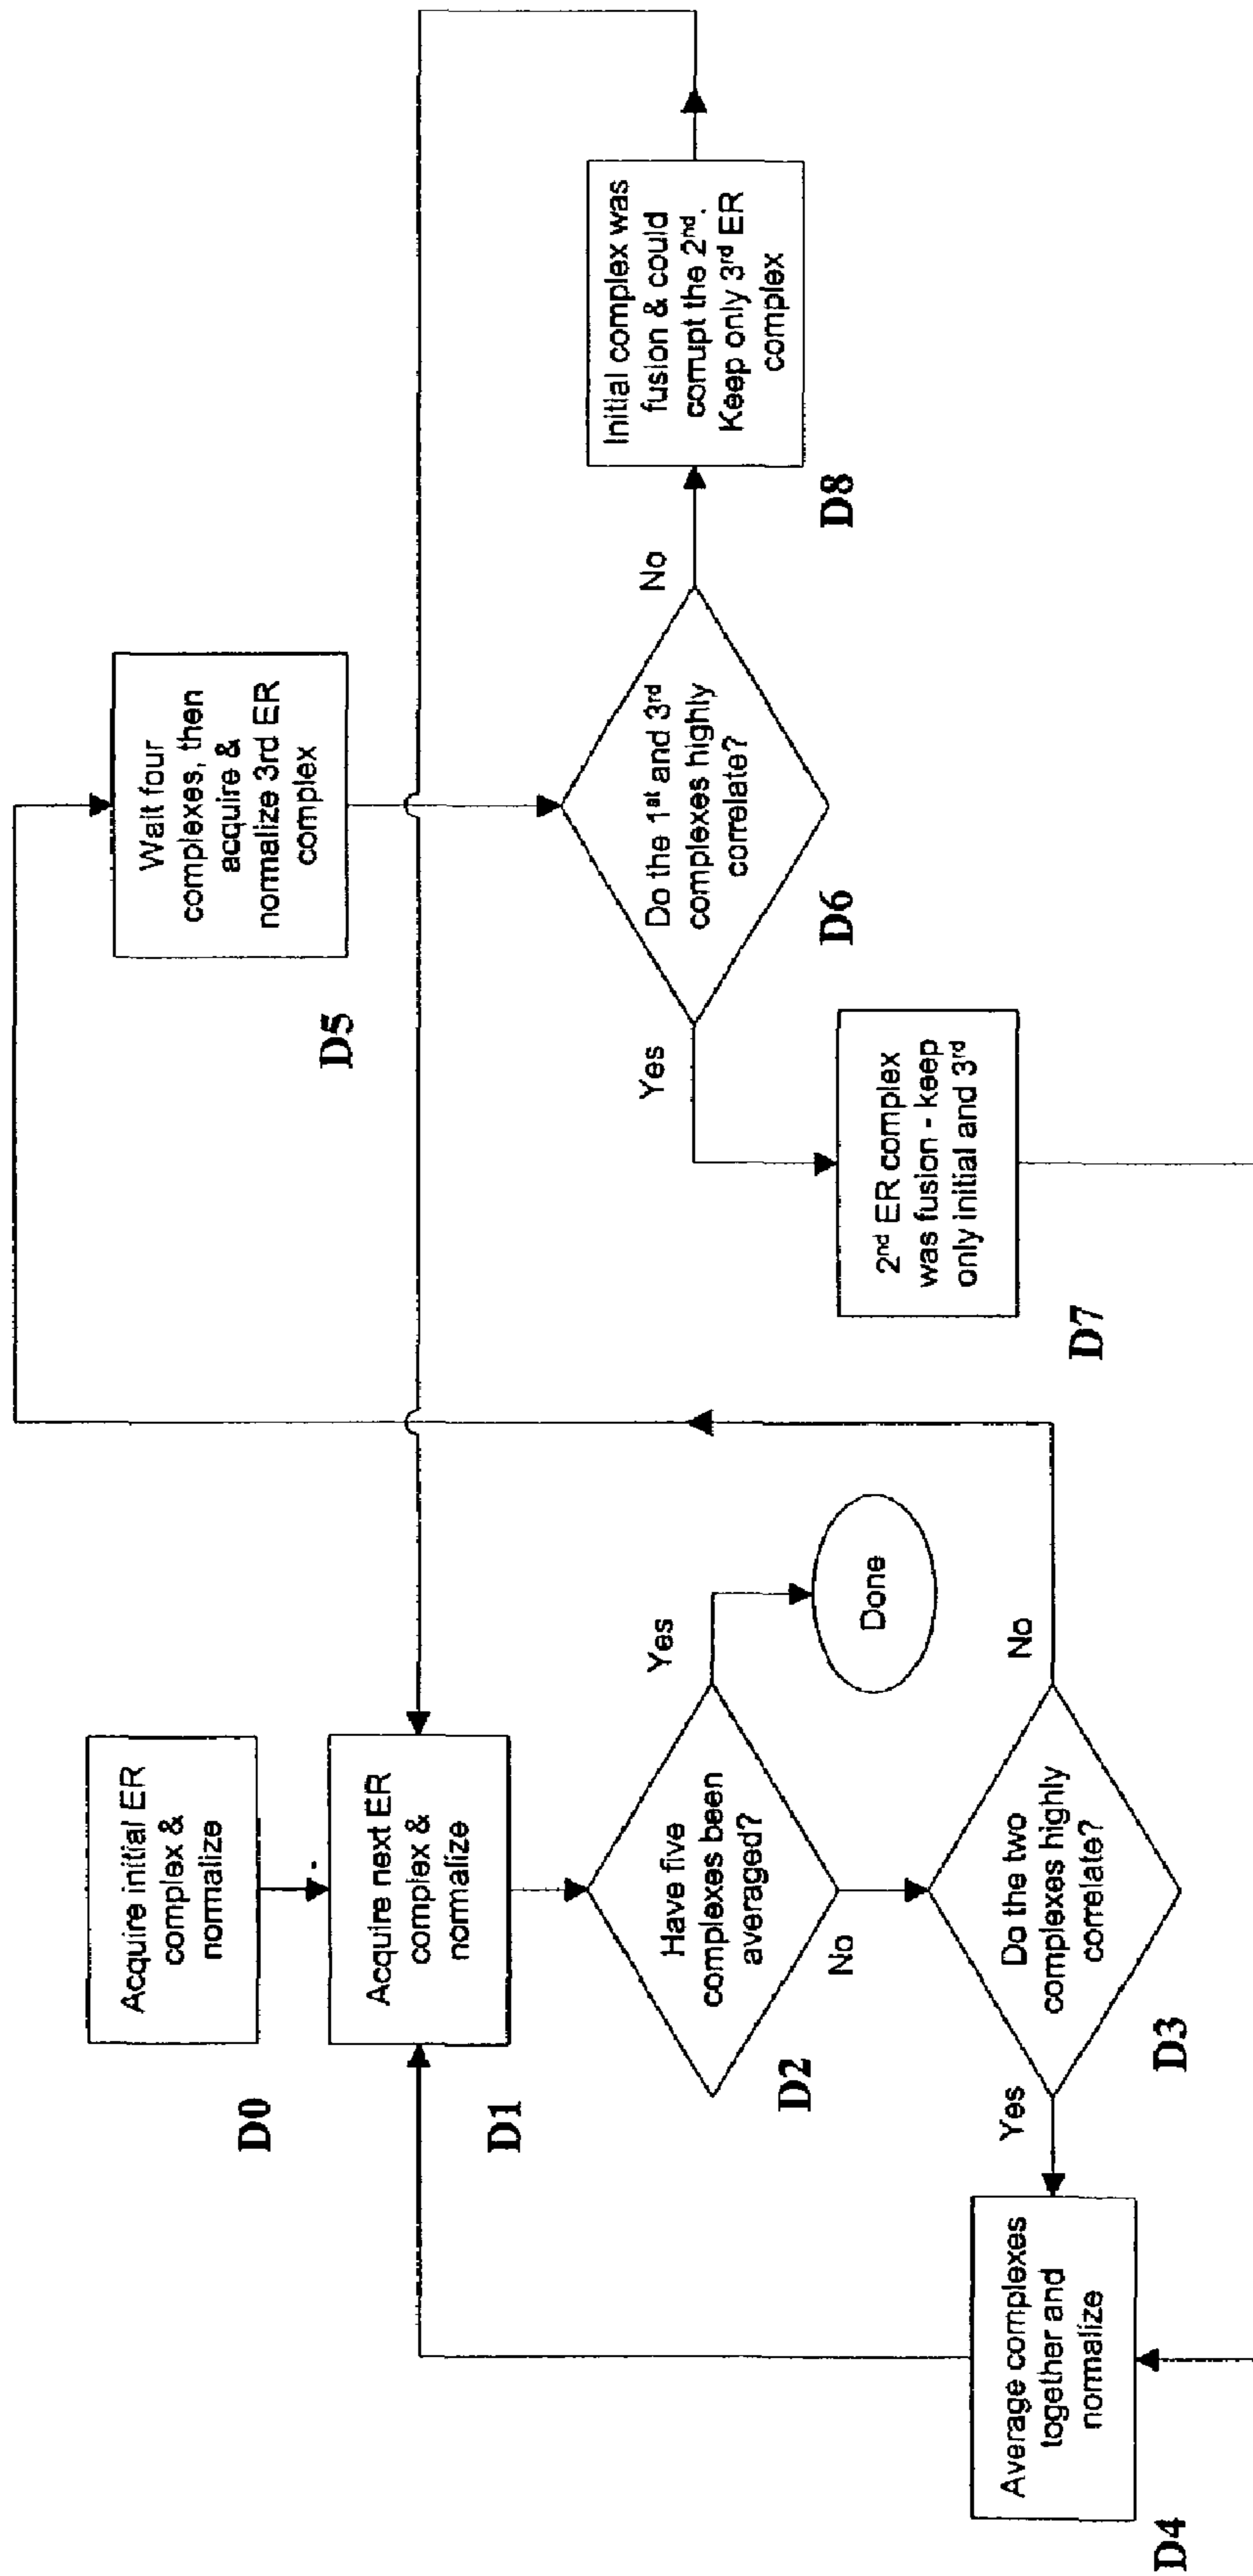 Acquire initial ER
complex &
normalize
D0
Acquire next ER
complex &
normalize
D1
Have five
complexes been
averaged?
D2
Yes
No
Done
Do the two
complexes highly
correlate?
D3
Yes
No
Average complexes
together and
normalize
D4
Wait four
complexes, then
acquire &
normalize 3rd ER
complex
D5
Do the 1st and 3rd
complexes highly
correlate?
D6
Yes
No
2nd ER complex
was fusion - keep
only initial and 3rd
D7
Initial complex was
fusion & could
corrupt the 2nd.
Keep only 3rd ER
complex
D8